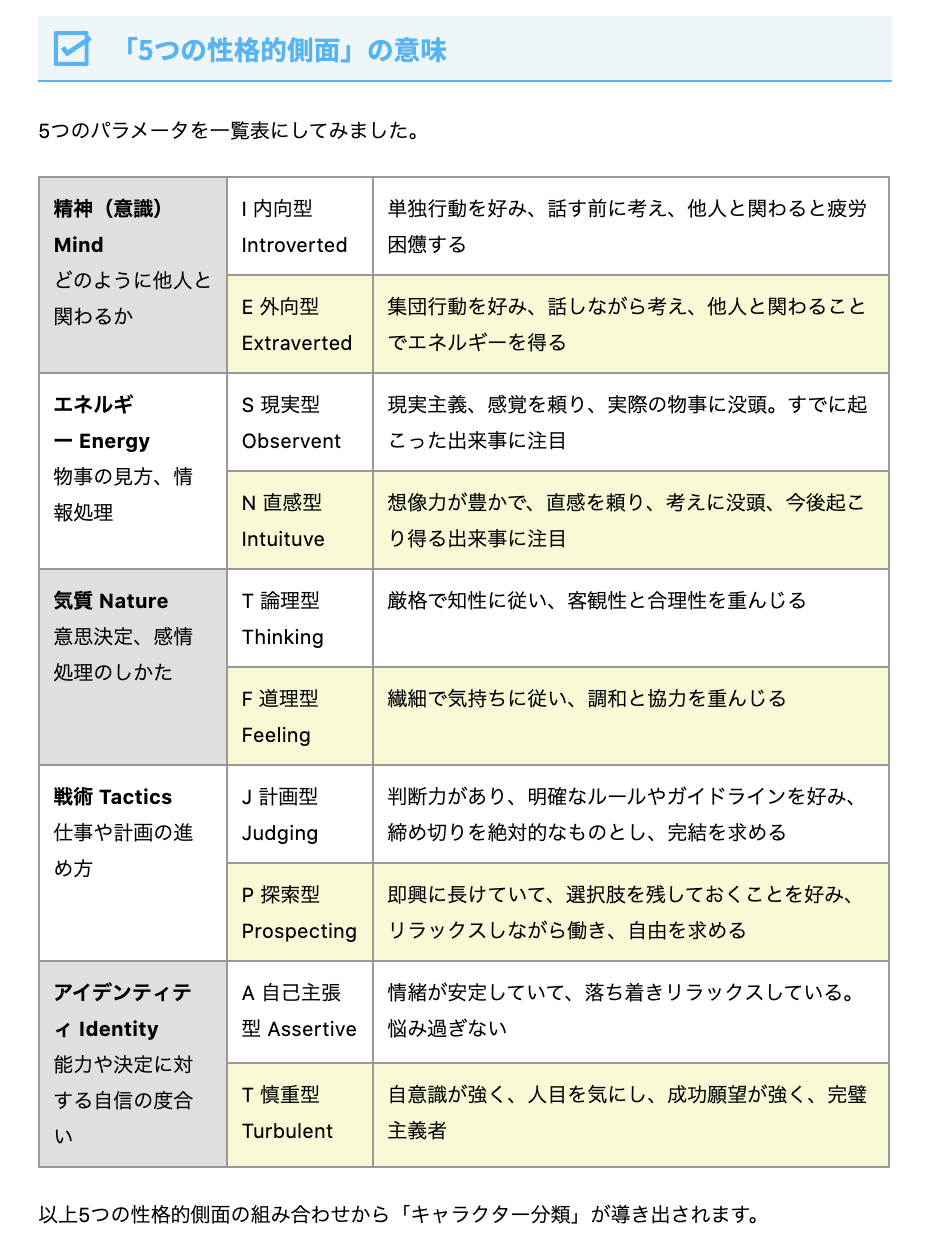 「5つの性格的側面」の意味
5つのパラメータを一覧表にしてみました。
精神（意識）
Mind
どのように他人と
関わるか
I 内向型
Introverted
単独行動を好み、話す前に考え、他人と関わると疲労
困憊する
E 外向型
Extraverted
集団行動を好み、話しながら考え、他人と関わること
でエネルギーを得る
エネルギ
ー Energy
物事の見方、情
報処理
S 現実型
Observent
現実主義、感覚を頼り、実際の物事に没頭。すでに起
こった出来事に注目
N 直感型
Intuituve
想像力が豊かで、直感を頼り、考えに没頭、今後起こ
り得る出来事に注目
気質 Nature
意思決定、感情
処理のしかた
T 論理型
Thinking
厳格で知性に従い、客観性と合理性を重んじる
F 道理型
Feeling
繊細で気持ちに従い、調和と協力を重んじる
戦術 Tactics
仕事や計画の進
め方
J 計画型
Judging
判断力があり、明確なルールやガイドラインを好み、
締め切りを絶対的なものとし、完結を求める
P 探索型
Prospecting
即興に長けていて、選択肢を残しておくことを好み、
リラックスしながら働き、自由を求める
アイデンティテ
ィ Identity
能力や決定に対
する自信の度合
い
A 自己主張
型 Assertive
情緒が安定していて、落ち着きリラックスしている。
悩み過ぎない
T 慎重型
Turbulent
自意識が強く、人目を気にし、成功願望が強く、完璧
主義者
以上5つの性格的側面の組み合わせから「キャラクター分類」が導き出されます。